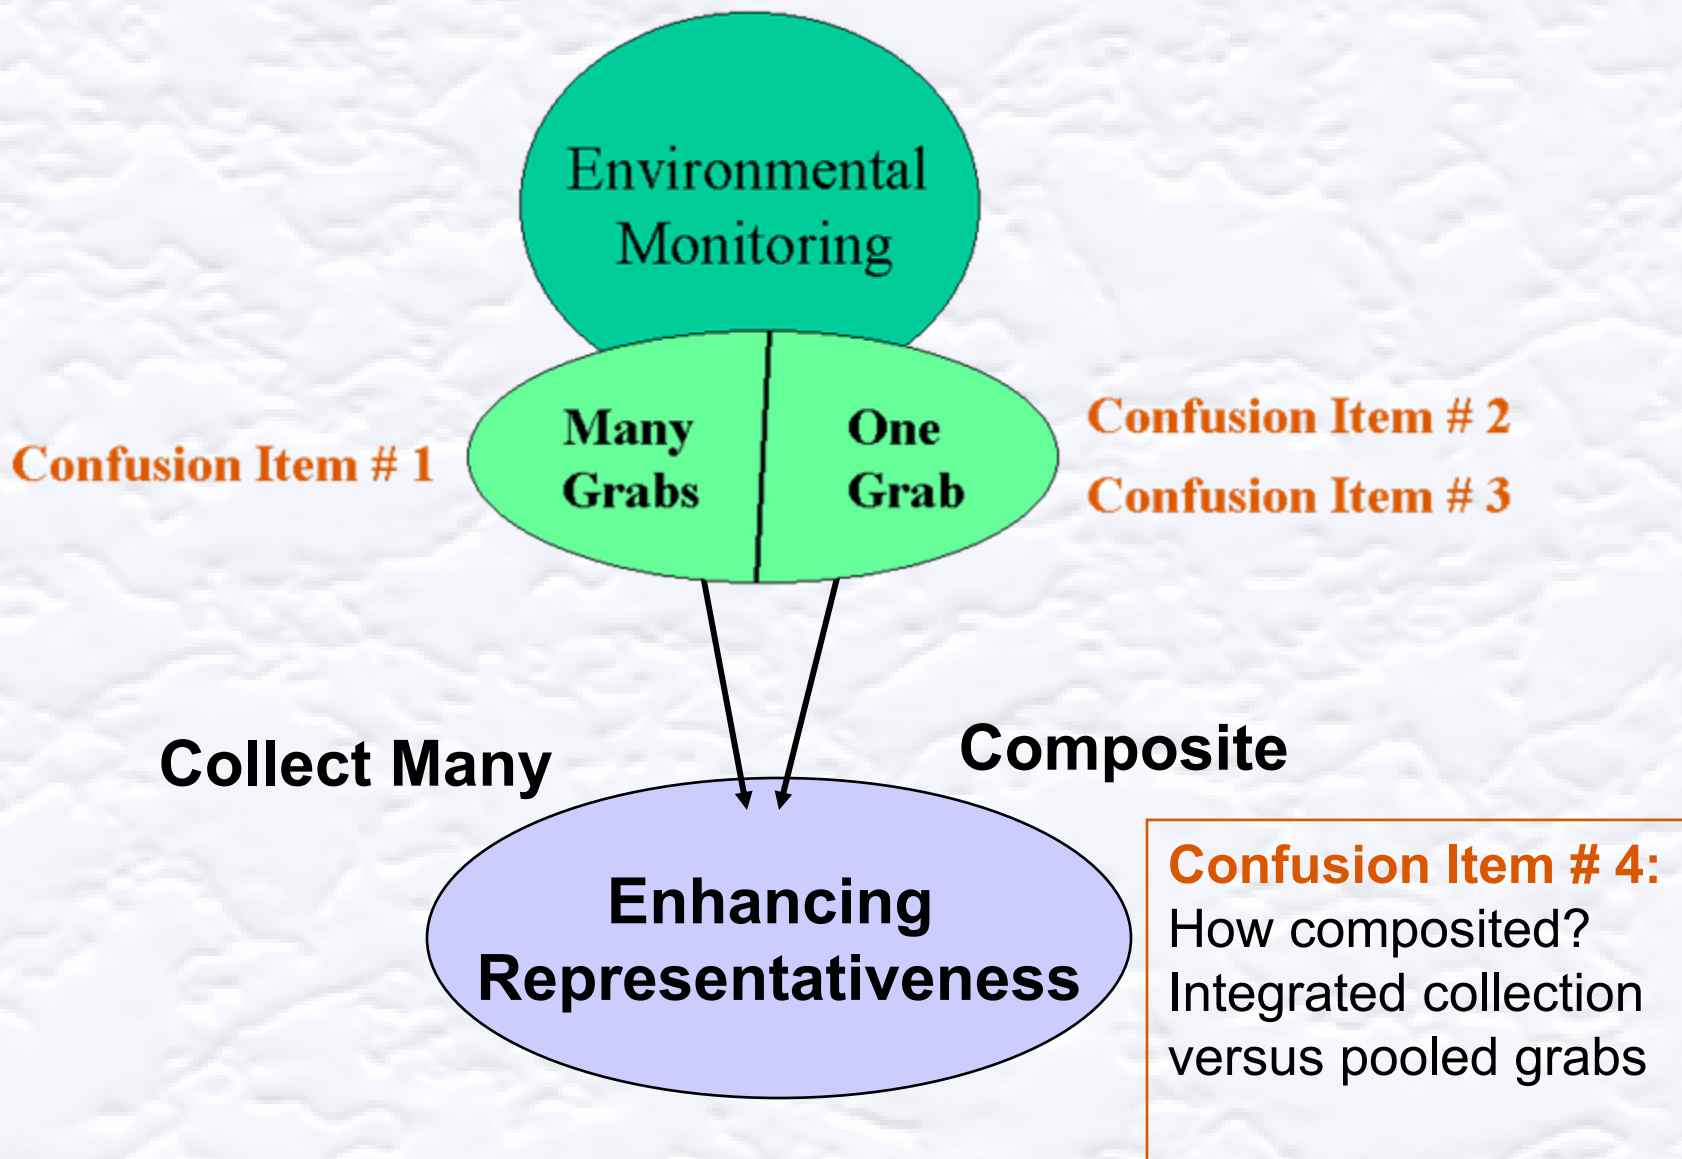 Environmental
Monitoring
Many
Grabs
One
Grab
Confusion Item # 1
Confusion Item # 2
Confusion Item # 3
Collect Many
Composite
Enhancing
Representativeness
Confusion Item # 4:
How composited?
Integrated collection
versus pooled grabs